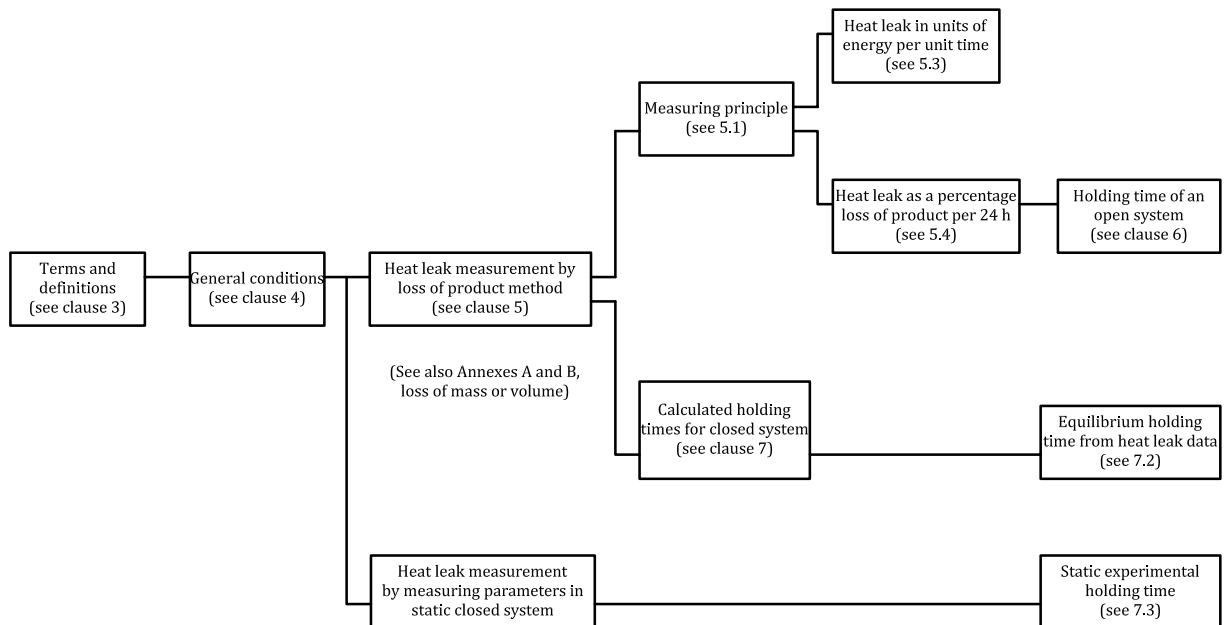 Heat leak in units of
energy per unit time
(see 5.3)
Measuring principle
(see 5.1)
Heat leak as a percentage
loss of product per 24 h
(see 5.4)
Holding time of an
open system
(see clause 6)
Terms and
definitions
(see clause 3)
General conditions
(see clause 4)
Heat leak measurement by
loss of product method
(see clause 5)
(See also Annexes A and B,
loss of mass or volume)
Calculated holding
times for closed system
(see clause 7)
Equilibrium holding
time from heat leak data
(see 7.2)
Heat leak measurement
by measuring parameters in
static closed system
Static experimental
holding time
(see 7.3)